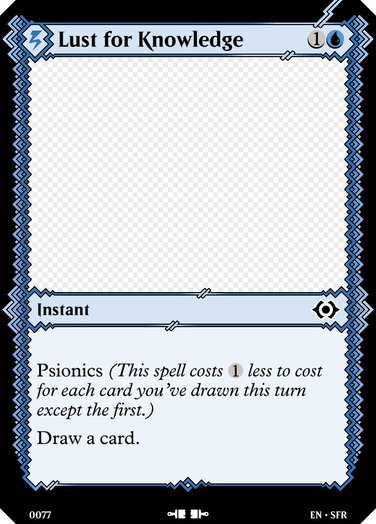 Lust for Knowledge 1
Instant
Psionics (This spell costs 1 less to cost
for each card you've drawn this turn
except the first.)
Draw a card.
0077 EN • SFR